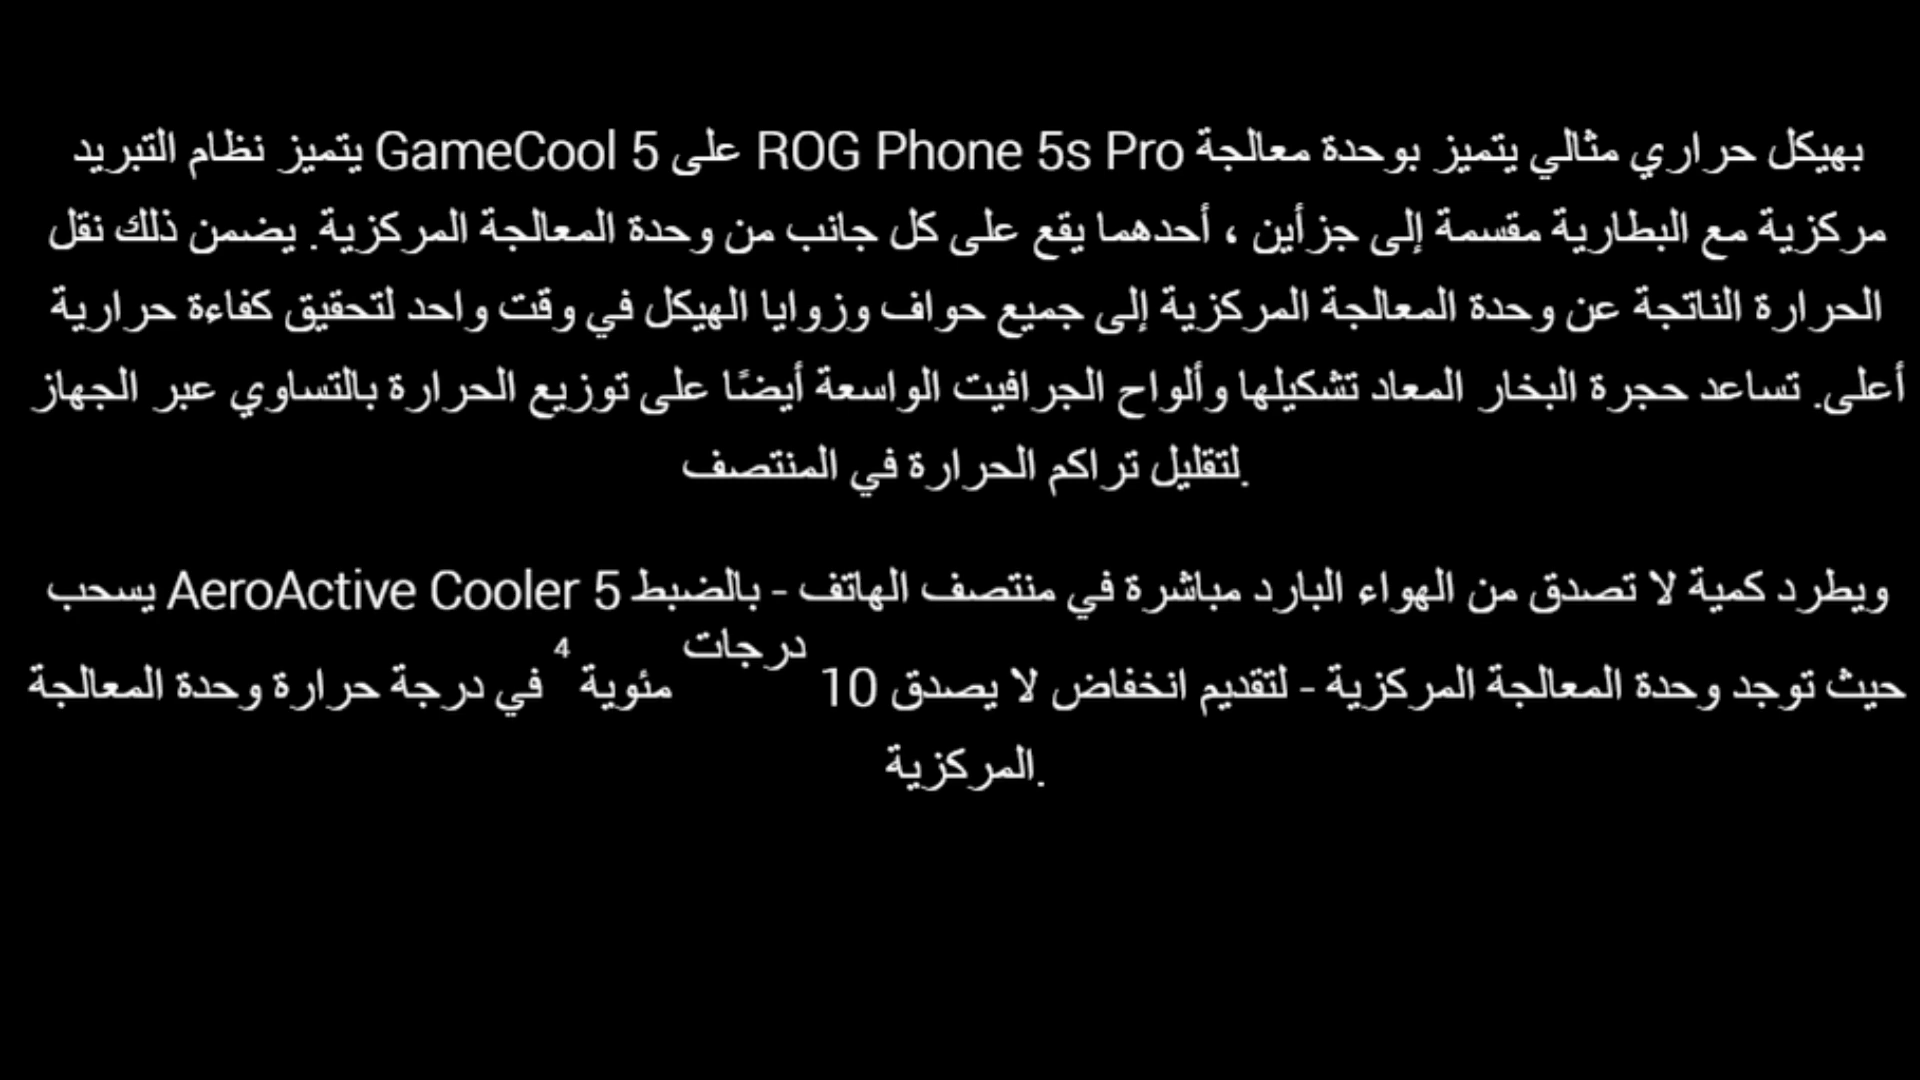 يتميز نظام التبريد GameCool 5 على ROG Phone 5s Pro بهيكل حراري مثالي يتميز بوحدة معالجة
مركزية مع البطارية مقسمة إلى جزأين ، أحدهما يقع على كل جانب من وحدة المعالجة المركزية. يضمن ذلك نقل
الحرارة الناتجة عن وحدة المعالجة المركزية إلى جميع حواف وزوايا الهيكل في وقت واحد لتحقيق كفاءة حرارية
أعلى. تساعد حجرة البخار المعاد تشكيلها وألواح الجرافيت الواسعة أيضًا على توزيع الحرارة بالتساوي عبر الجهاز
لتقليل تراكم الحرارة في المنتصف.
يسحب AeroActive Cooler 5 ويطرد كمية لا تصدق من الهواء البارد مباشرة في منتصف الهاتف - بالضبط
حيث توجد وحدة المعالجة المركزية - لتقديم انخفاض لا يصدق 10 درجات مئوية 4 في درجة حرارة وحدة المعالجة
المركزية.